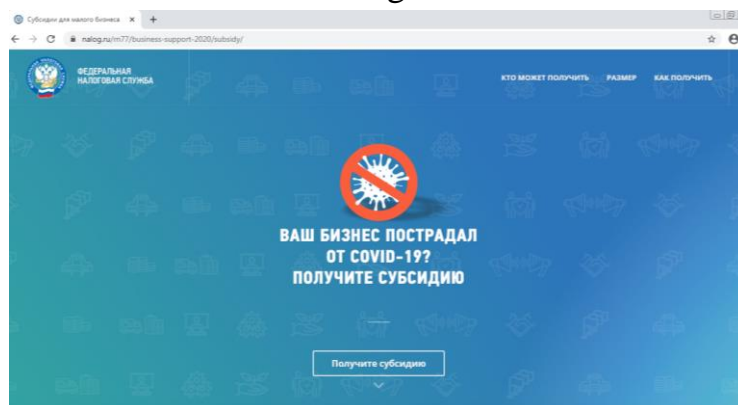 Субсидии для малого бизнеса
nalog.ru/rn77/business-support-2020/subsidy/
ФЕДЕРАЛЬНАЯ
НАЛОГОВАЯ СЛУЖБА
КТО МОЖЕТ ПОЛУЧИТЬ РАЗМЕР КАК ПОЛУЧИТЬ
ВАШ БИЗНЕС ПОСТРАДАЛ
ОТ COVID-19?
ПОЛУЧИТЕ СУБСИДИЮ
Получите субсидию